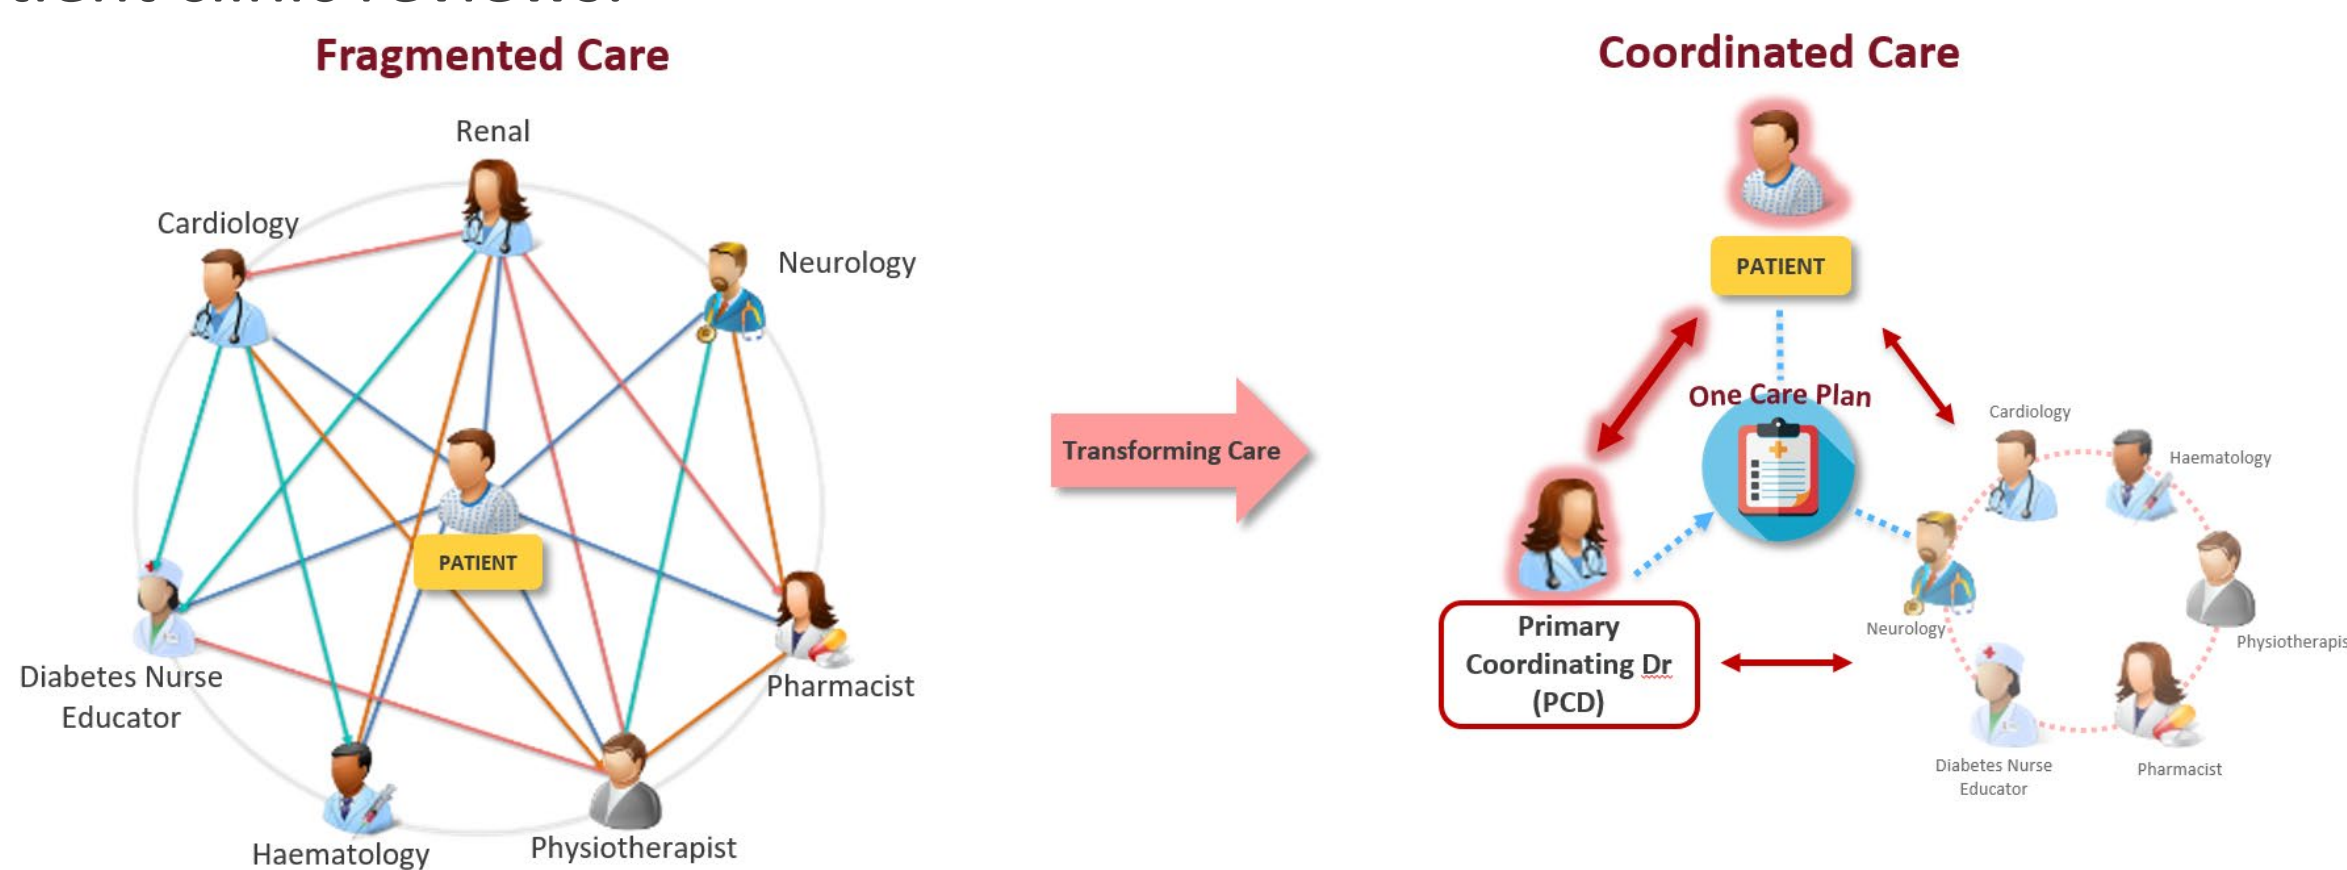 Fragmented Care
Renal
Cardiology
Neurology
PATIENT
Diabetes Nurse
Educator
Pharmacist
Haematology
Physiotherapist
Transforming Care
Coordinated Care
PATIENT
One Care Plan
Primary
Coordinating Dr
(PCD)
Cardiology
Haematology
Neurology
Physiotherapis
Diabetes Nurse
Educator
Pharmacist